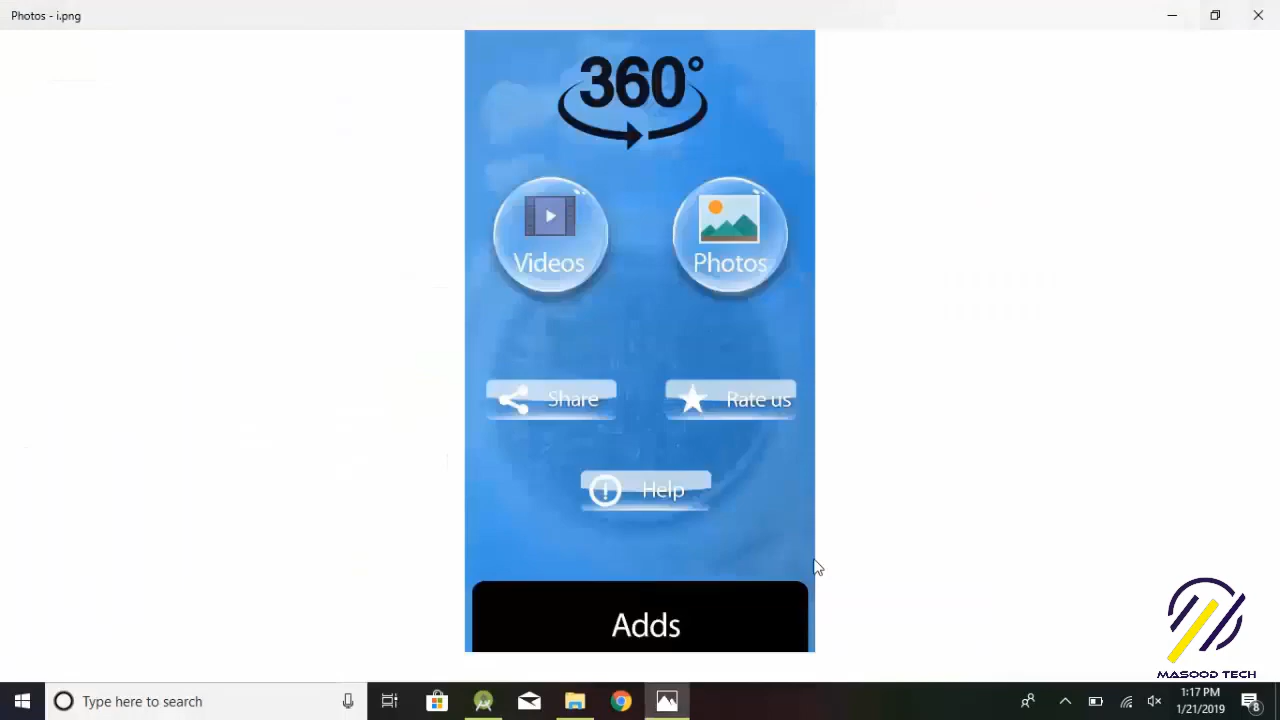 Photos - i.png
360°
Videos
Photos
Share
Rate us
Help
Adds
MASOOD TECH
Type here to search
1:17 PM
1/21/2019
8